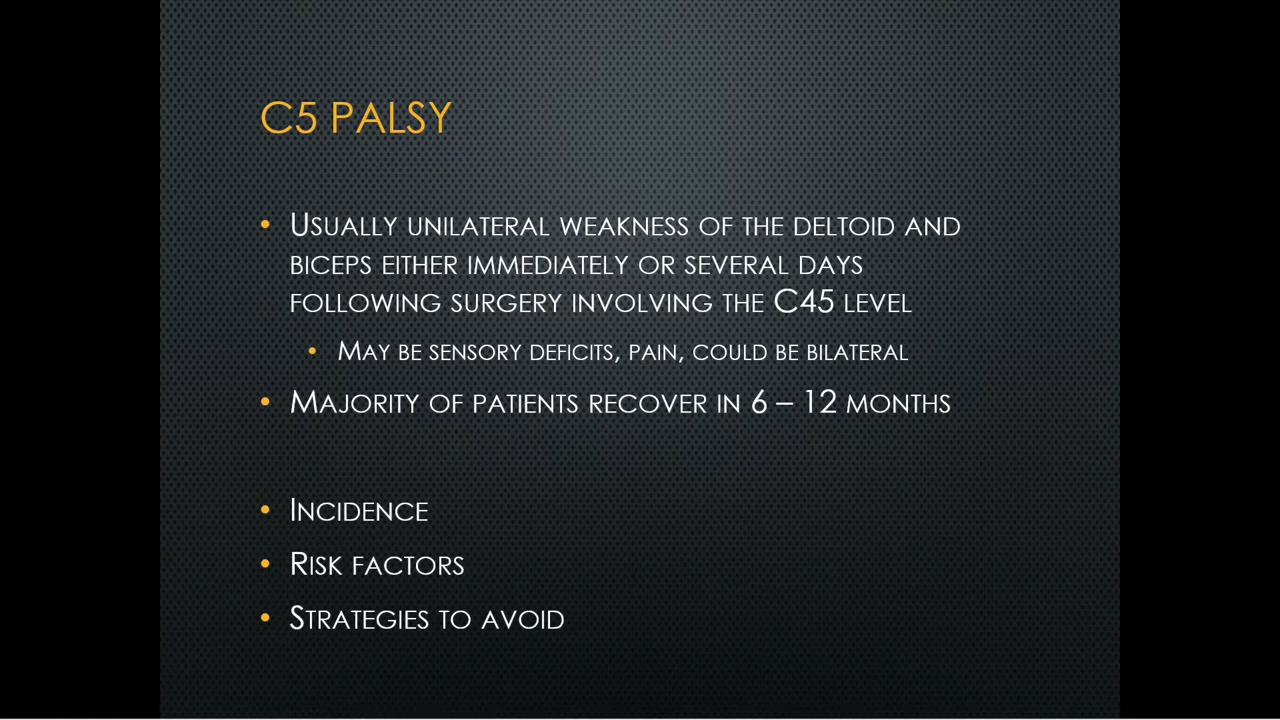 C5 PALSY
• USUALLY UNILATERAL WEAKNESS OF THE DELTOID AND
BICEPS EITHER IMMEDIATELY OR SEVERAL DAYS
FOLLOWING SURGERY INVOLVING THE C45 LEVEL
• MAY BE SENSORY DEFICITS, PAIN, COULD BE BILATERAL
• MAJORITY OF PATIENTS RECOVER IN 6 – 12 MONTHS
• INCIDENCE
• RISK FACTORS
• STRATEGIES TO AVOID